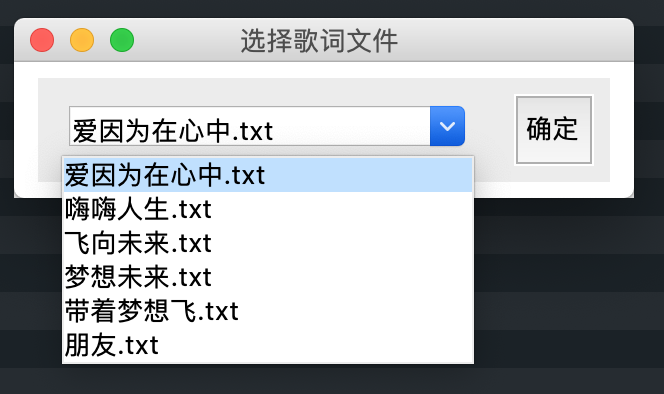 选择歌词文件
爱因为在心中.txt
确定
爱因为在心中.txt
嗨嗨人生.txt
飞向未来.txt
梦想未来.txt
带着梦想飞.txt
朋友.txt